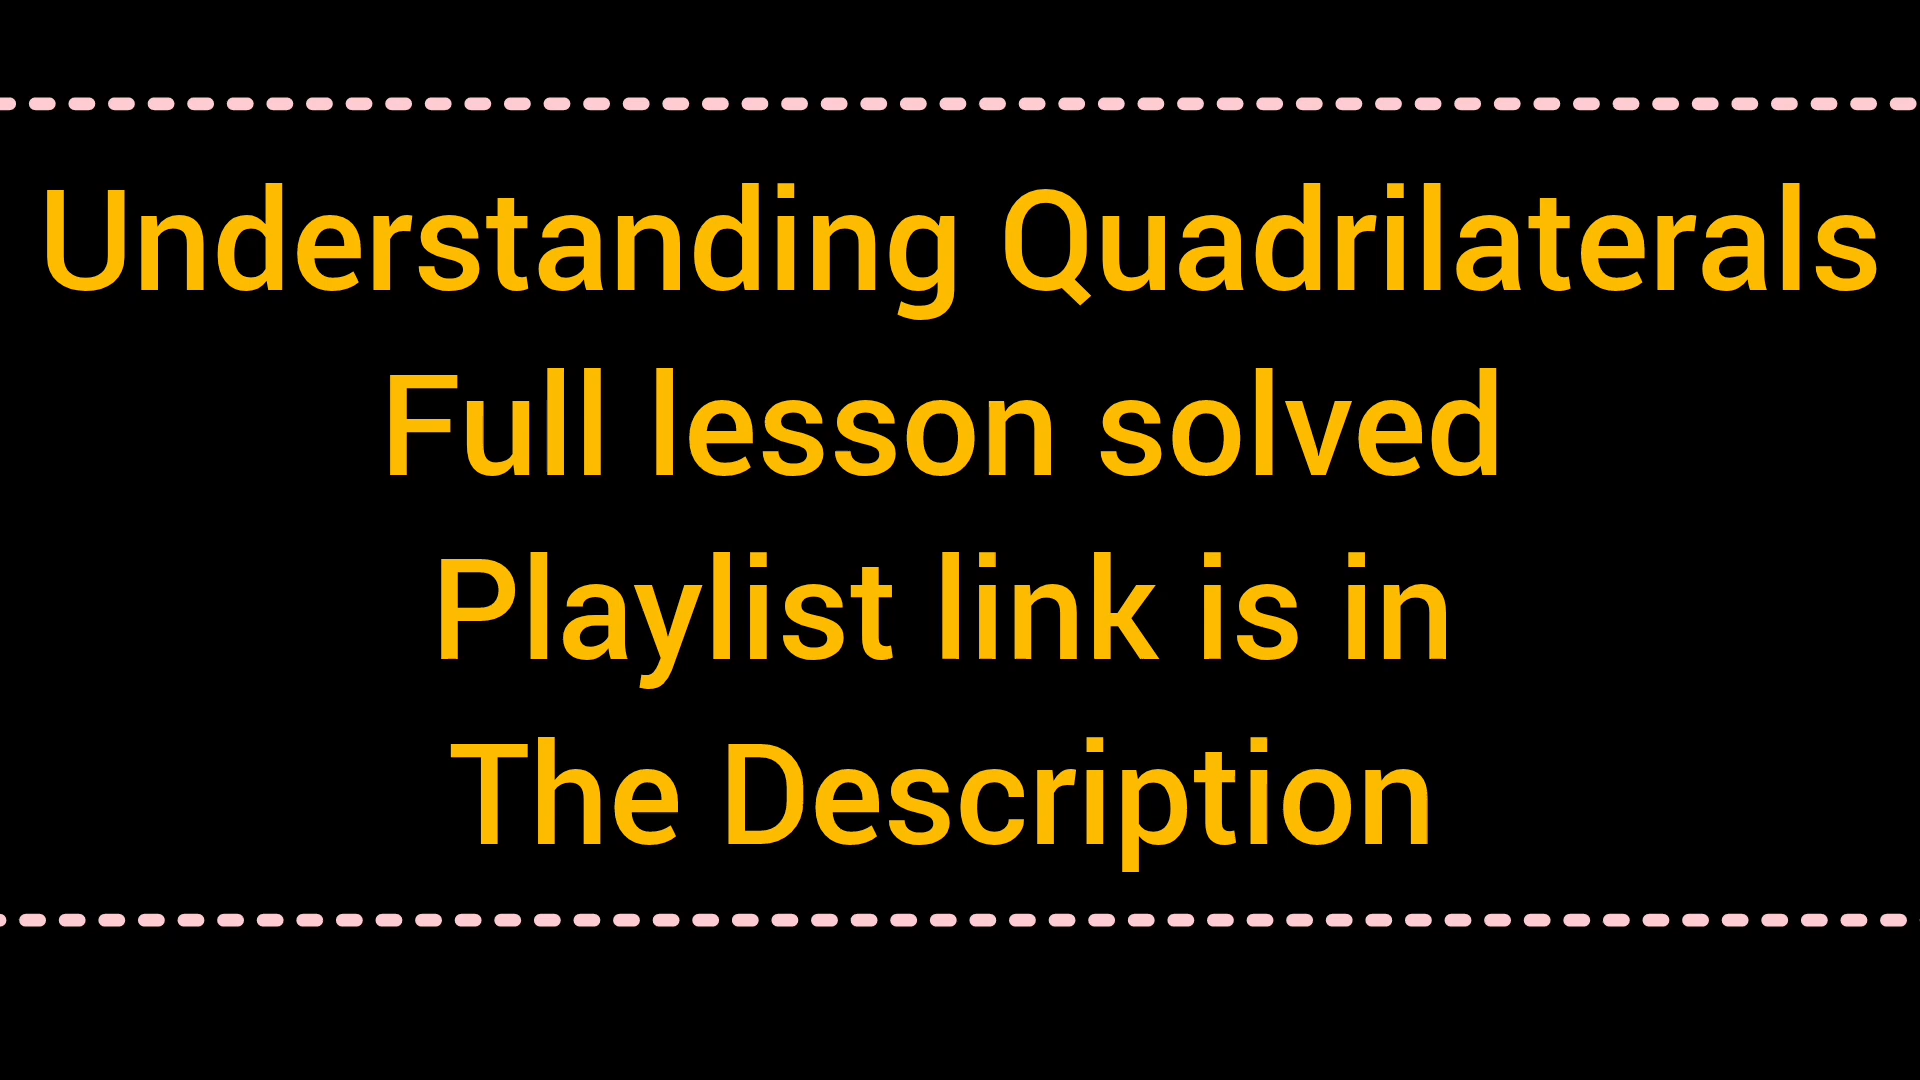 Understanding Quadrilaterals
Full lesson solved
Playlist link is in
The Description